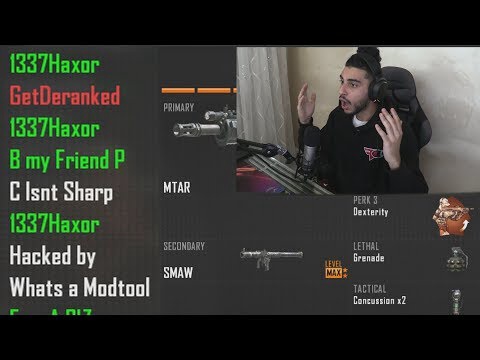 1337Haxor
GetDeranked
1337Haxor
B my Friend P
C Isnt Sharp
1337Haxor
Hacked by
Whats a Modtool
PRIMARY
MTAR
SECONDARY
SMAW
LEVEL
MAX
PERK 3
Dexterity
LETHAL
Grenade
TACTICAL
Concussion x2